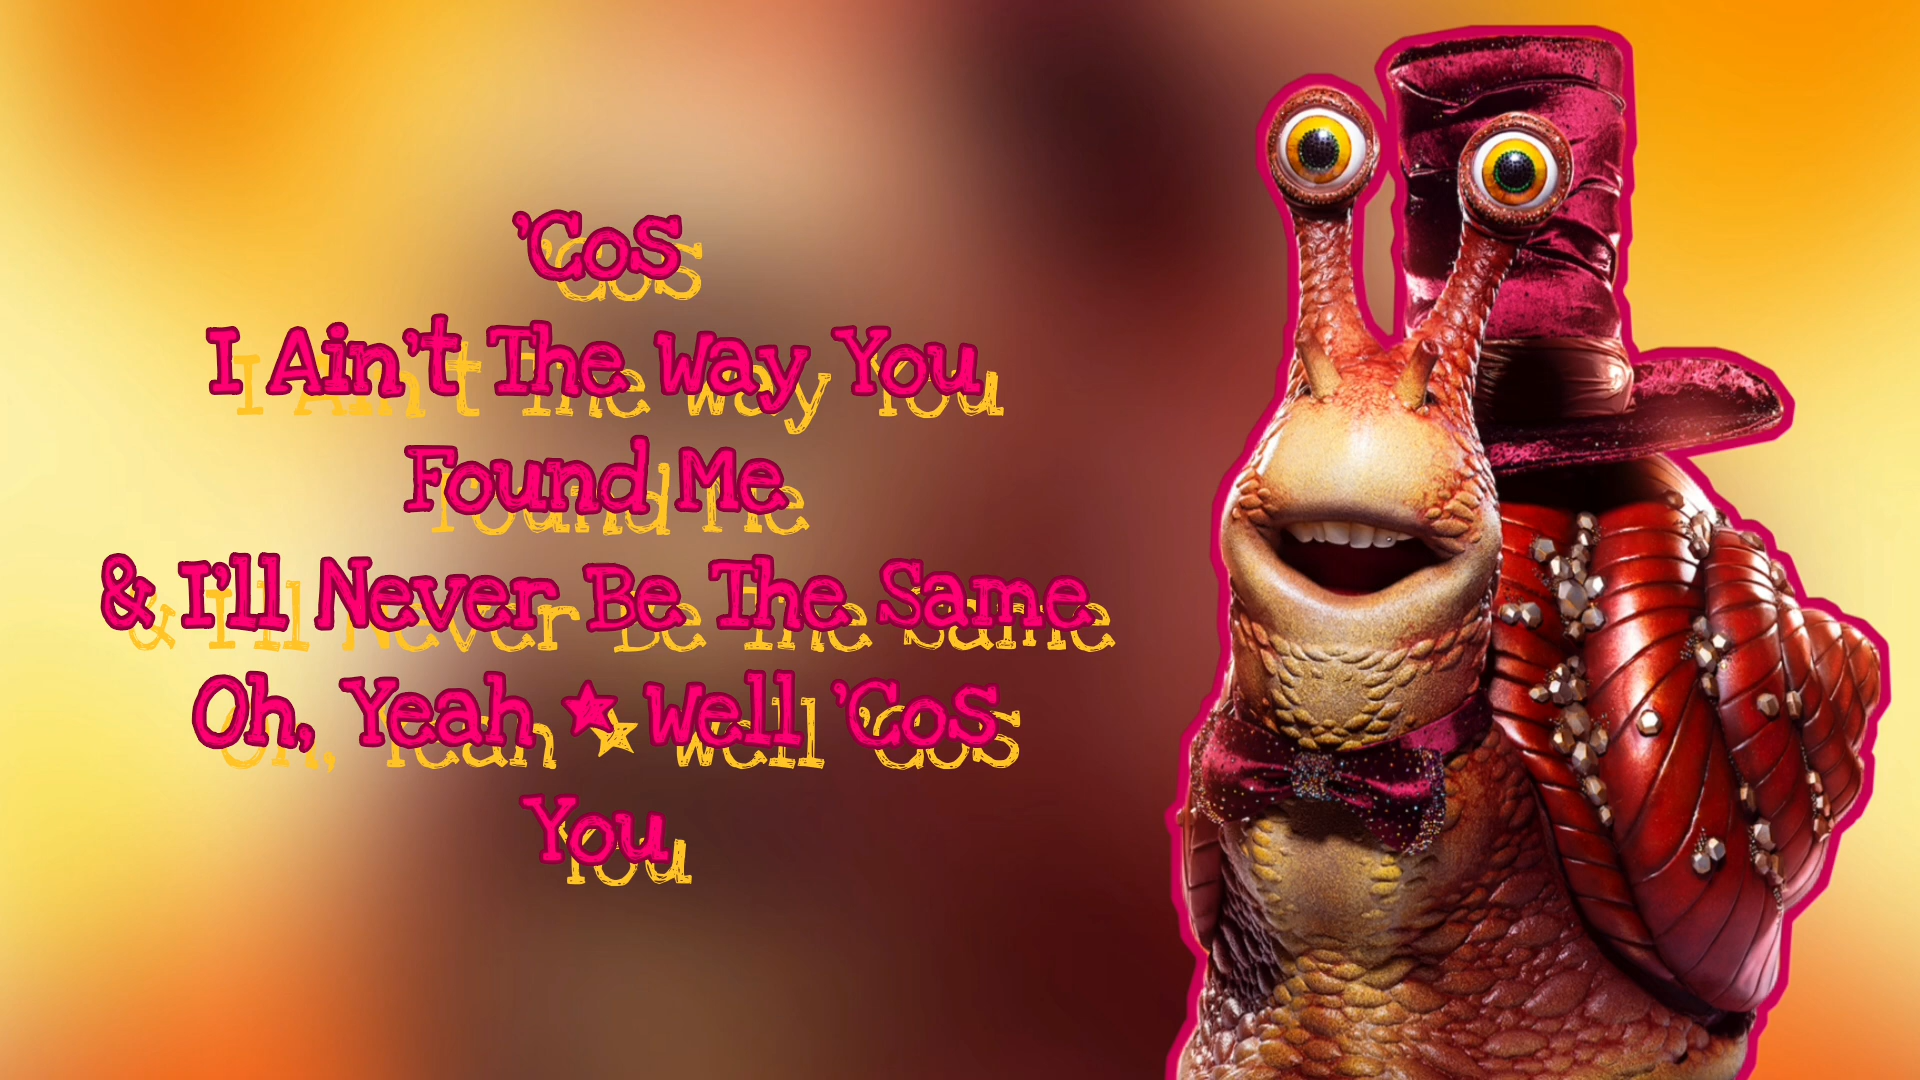 'Cos
I Ain't The Way You
Found Me
& I'll Never Be The Same
Oh, Yeah ★ Well 'Cos
You